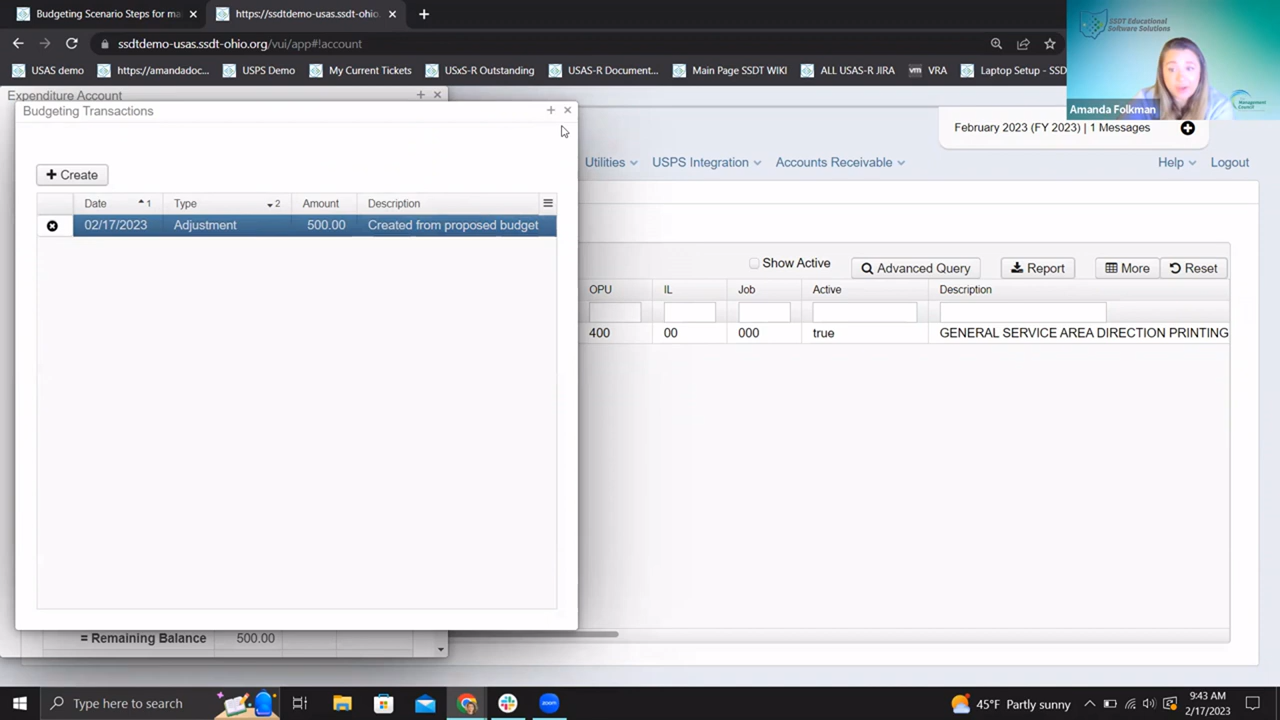 Budgeting Scenario Steps for ma
https://ssdtdemo-usas.ssdt-ohio.
ssdtdemo-usas.ssdt-ohio.org/vui/app#!account
USAS demo
https://amandadoc...
USPS Demo
My Current Tickets
USxS-R Outstanding
USAS-R Document...
Main Page SSDT WIKI
ALL USAS-R JIRA
vm VRA
Laptop Setup - SSD
SSDT Educational
Software Solutions
Management
Council
Amanda Folkman
Expenditure Account
Budgeting Transactions
February 2023 (FY 2023) | 1 Messages
Utilities
USPS Integration
Accounts Receivable
Help
Logout
+ Create
Date 1 Type 2 Amount Description
02/17/2023 Adjustment 500.00 Created from proposed budget
Show Active
Advanced Query
Report
More
Reset
OPU IL Job Active Description
400 00 000 true GENERAL SERVICE AREA DIRECTION PRINTING
= Remaining Balance 500.00
Type here to search
45°F Partly sunny
9:43 AM
2/17/2023